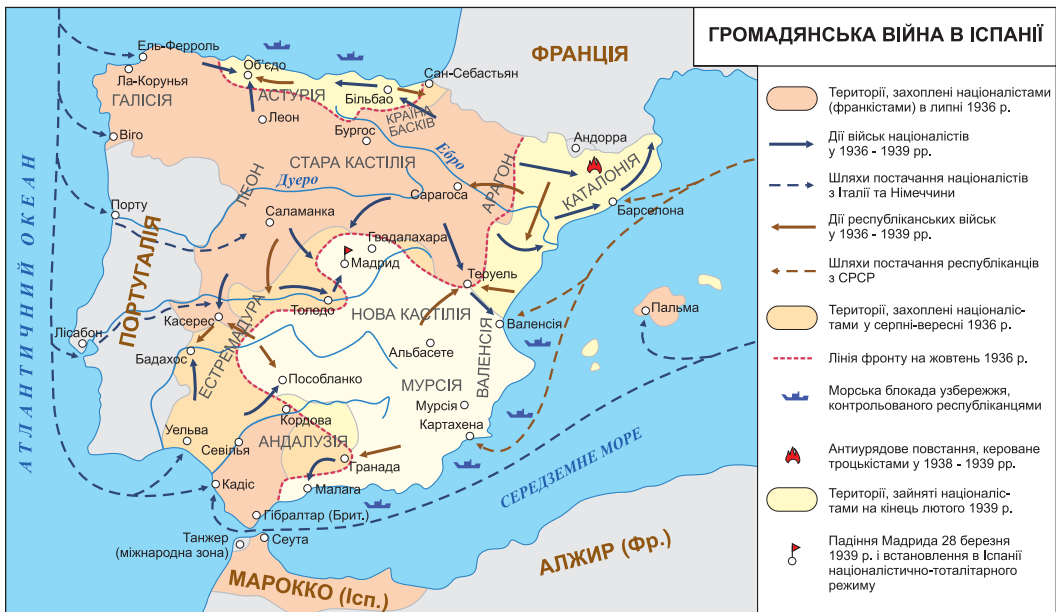 ГРОМАДЯНСЬКА ВІЙНА В ІСПАНІЇ
Території, захоплені націоналістами
(франкістами) в липні 1936 р.
Дії військ націоналістів
у 1936 - 1939 рр.
Шляхи постачання націоналістів
з Італії та Німеччини
Дії республіканських військ
у 1936 - 1939 рр.
Шляхи постачання республіканців
з СРСР
Території, захоплені націоналіс-
тами у серпні-вересні 1936 р.
Лінія фронту на жовтень 1936 р.
Морська блокада узбережжя,
контрольованого республіканцями
Антиурядове повстання, кероване
троцькістами у 1938 - 1939 рр.
Території, зайняті націоналіс-
тами на кінець лютого 1939 р.
Падіння Мадрида 28 березня
1939 р. і встановлення в Іспанії
націоналістично-тоталітарного
режиму
АТЛАНТИЧНИЙ ОКЕАН
ФРАНЦІЯ
Ель-Ферроль
Ла-Корунья
ГАЛІСІЯ
Об'єдо
АСТУРІЯ
Сан-Себастьян
Більбао
КРАЇНА
БАСКІВ
Леон
Бургос
Віго
Андорра
СТАРА КАСТІЛІЯ
Ебро
АРАГОН
КАТАЛОНІЯ
ЛЕОН
Дуеро
Сарагоса
Барселона
Порту
Саламанка
Гвадалахара
Мадрид
ПОРТУГАЛІЯ
Теруель
Толедо
Касерес
НОВА КАСТІЛІЯ
Валенсія
Пальма
Лісабон
Бадахос
ЕСТРЕМАДУРА
Альбасете
ВАЛЕНСІЯ
Пособланко
МУРСІЯ
Мурсія
Кордова
Картахена
Уельва
Севілья
АНДАЛУЗІЯ
Гранада
СЕРЕДЗЕМНЕ МОРЕ
Кадіс
Малага
Гібралтар (Брит.)
Танжер
(міжнародна зона)
Сеута
МАРОККО (Ісп.)
АЛЖИР (Фр.)